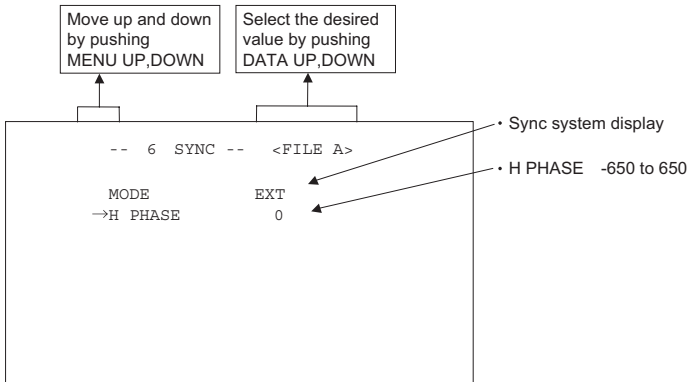 Move up and down
by pushing
MENU UP,DOWN
Select the desired
value by pushing
DATA UP,DOWN
-- 6 SYNC -- <FILE A>
MODE EXT
→H PHASE 0
• Sync system display
• H PHASE -650 to 650